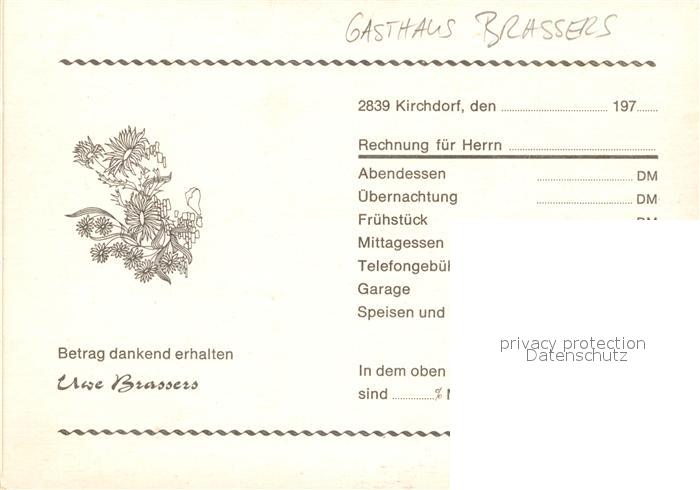 GASTHAUS BRASSERS
2839 Kirchdorf, den ........................ 197......
Rechnung für Herrn ................................
Abendessen ........................ DM
Übernachtung ........................ DM
Frühstück ........................ DM
Mittagessen
Garage
Speisen und
privacy protection
Datenschutz
Betrag dankend erhalten
Uwe Brassers
In dem oben
sind ..........%